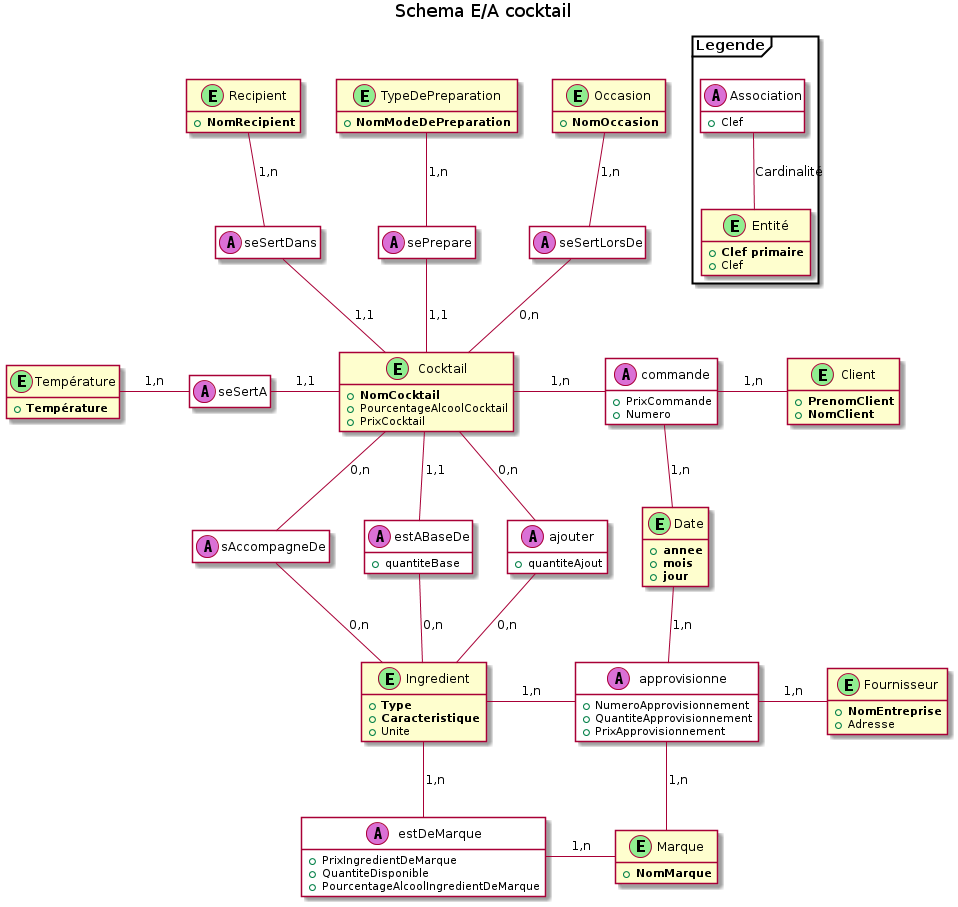 Schema E/A cocktail
Legende
E Recipient
NomRecipient
E TypeDePreparation
NomModeDePreparation
E Occasion
NomOccasion
A Association
Clef
1,n
1,n
1,n
Cardinalité
A seSertDans
A sePrepare
A seSertLorsDe
E Entité
Clef primaire
Clef
1,1
1,1
0,n
E Température
Température
1,n
A seSertA
1,1
E Cocktail
NomCocktail
PourcentageAlcoolCocktail
PrixCocktail
1,n
A commande
PrixCommande
Numero
1,n
E Client
PrenomClient
NomClient
0,n
1,1
0,n
1,n
A sAccompagneDe
A estABaseDe
quantiteBase
A ajouter
quantiteAjout
E Date
annee
mois
jour
0,n
0,n
0,n
1,n
E Ingredient
Type
Caracteristique
Unite
1,n
A approvisionne
NumeroApprovisionnement
QuantiteApprovisionnement
PrixApprovisionnement
1,n
E Fournisseur
NomEntreprise
Adresse
1,n
1,n
A estDeMarque
PrixIngredientDeMarque
QuantiteDisponible
PourcentageAlcoolIngredientDeMarque
1,n
E Marque
NomMarque